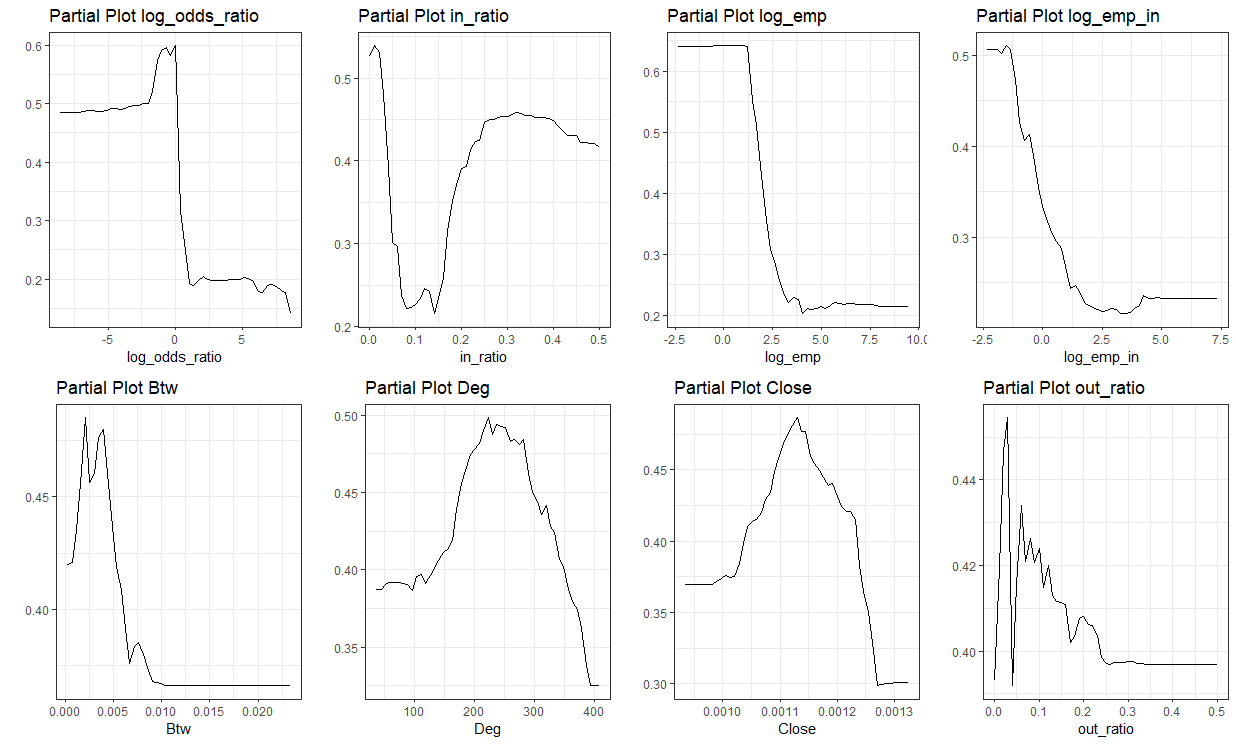 Partial Plot log_odds_ratio
0.6
0.5
0.4
0.3
0.2
-5 0 5
log_odds_ratio
Partial Plot in_ratio
0.5
0.4
0.3
0.2
0.0 0.1 0.2 0.3 0.4 0.5
in_ratio
Partial Plot log_emp
0.6
0.5
0.4
0.3
0.2
-2.5 0.0 2.5 5.0 7.5 10.0
log_emp
Partial Plot log_emp_in
0.5
0.4
0.3
-2.5 0.0 2.5 5.0 7.5
log_emp_in
Partial Plot Btw
0.45
0.40
0.000 0.005 0.010 0.015 0.020
Btw
Partial Plot Deg
0.50
0.45
0.40
0.35
100 200 300 400
Deg
Partial Plot Close
0.45
0.40
0.35
0.30
0.0010 0.0011 0.0012 0.0013
Close
Partial Plot out_ratio
0.44
0.42
0.40
0.0 0.1 0.2 0.3 0.4 0.5
out_ratio